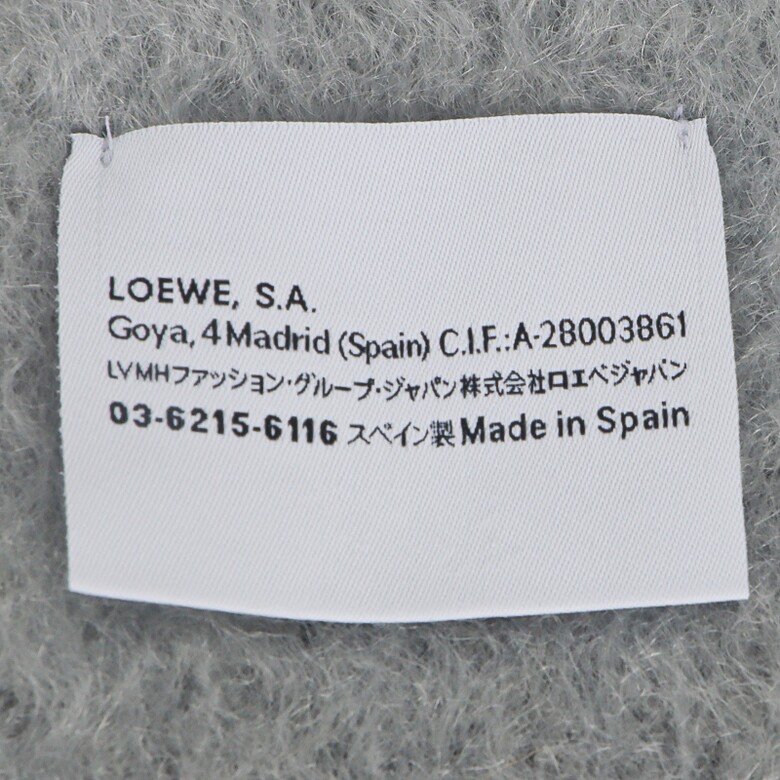 LOEWE, S.A.
Goya, 4 Madrid (Spain) C.I.F.:A-28003861
LVMHファッション・グループ・ジャパン株式会社ロエベジャパン
03-6215-6116 スペイン製 Made in Spain